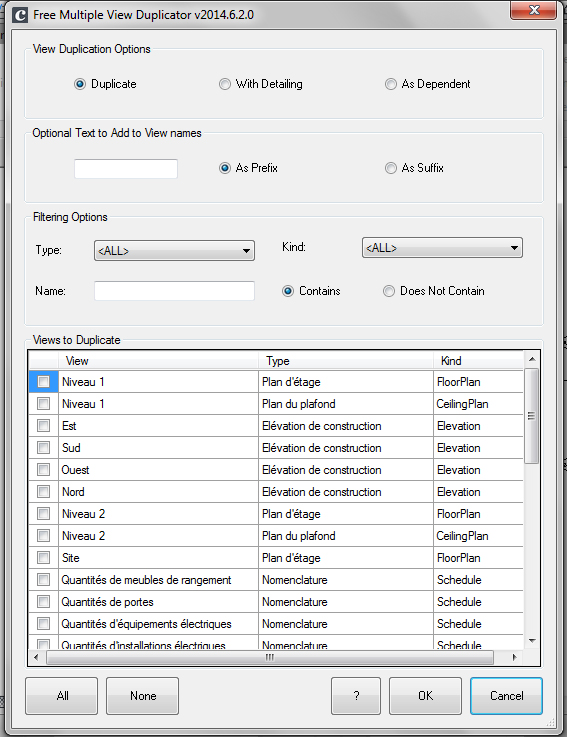 Free Multiple View Duplicator v2014.6.2.0
View Duplication Options
Duplicate With Detailing As Dependent
Optional Text to Add to View names
As Prefix As Suffix
Filtering Options
Type: <ALL> Kind: <ALL>
Name: Contains Does Not Contain
Views to Duplicate
View Type Kind
Niveau 1 Plan d'étage FloorPlan
Niveau 1 Plan du plafond CeilingPlan
Est Elévation de construction Elevation
Sud Elévation de construction Elevation
Ouest Elévation de construction Elevation
Nord Elévation de construction Elevation
Niveau 2 Plan d'étage FloorPlan
Niveau 2 Plan du plafond CeilingPlan
Site Plan d'étage FloorPlan
Quantités de meubles de rangement Nomenclature Schedule
Quantités de portes Nomenclature Schedule
Quantités d'équipements électriques Nomenclature Schedule
Quantités d'installations électriques Nomenclature Schedule
All None ? OK Cancel